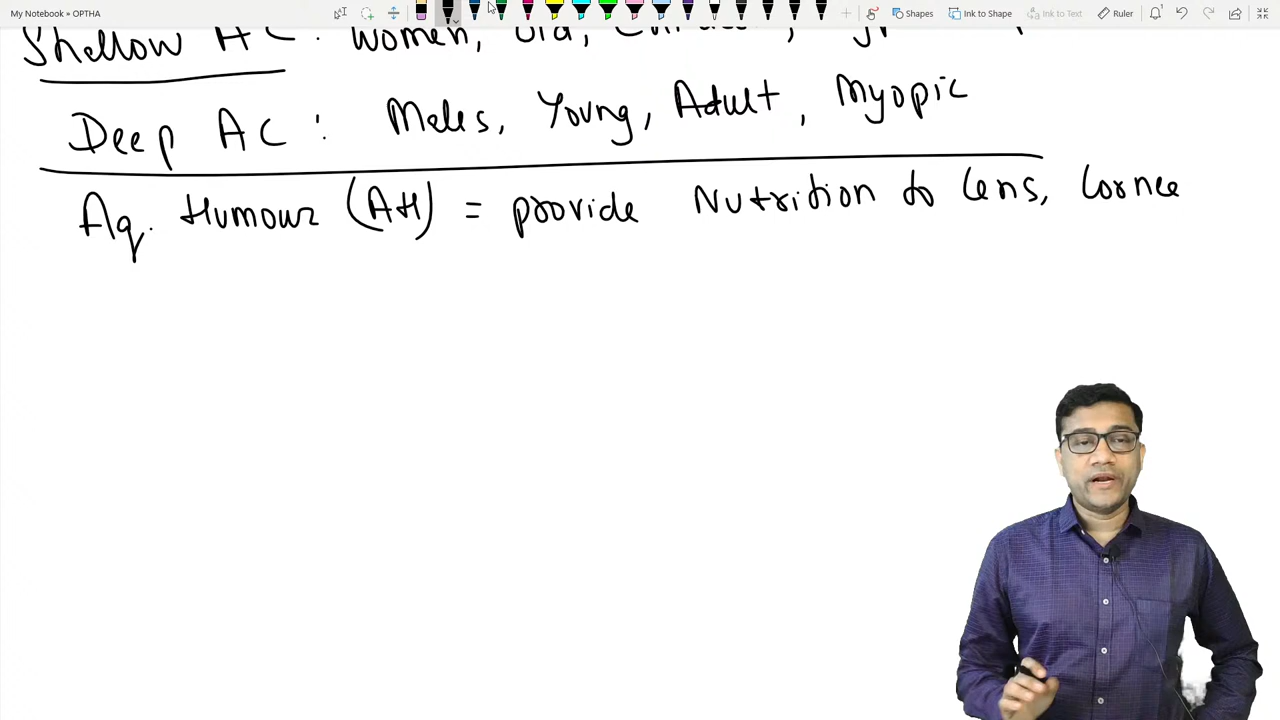 My Notebook » OPTHA
Shapes
Ink to Shape
Ink to Text
Ruler
Shallow AC : Women, Old,
Deep AC : Males, Young, Adult, Myopic
Aq. Humour (AH) = provide Nutrition to lens, Cornea